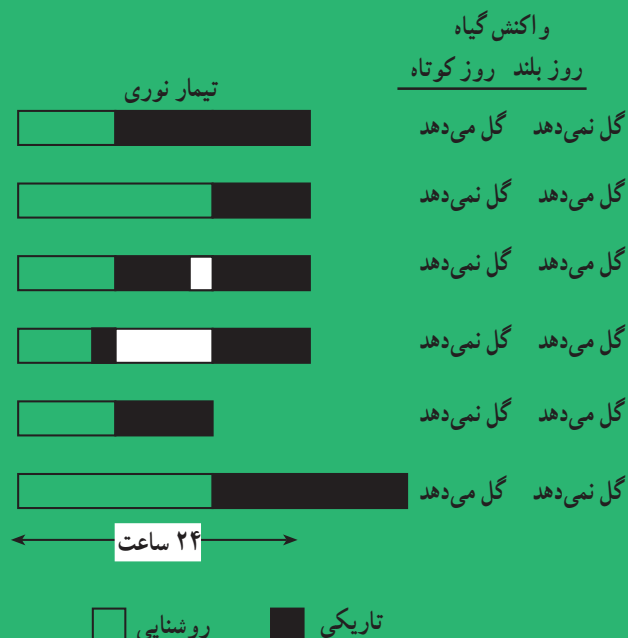 واکنش گیاه
روز بلند روز کوتاه
تیمار نوری
گل نمی‌دهد گل می‌دهد
گل می‌دهد گل نمی‌دهد
گل می‌دهد گل نمی‌دهد
گل می‌دهد گل نمی‌دهد
گل می‌دهد گل نمی‌دهد
گل نمی‌دهد گل می‌دهد
۲۴ ساعت
تاریکی روشنایی